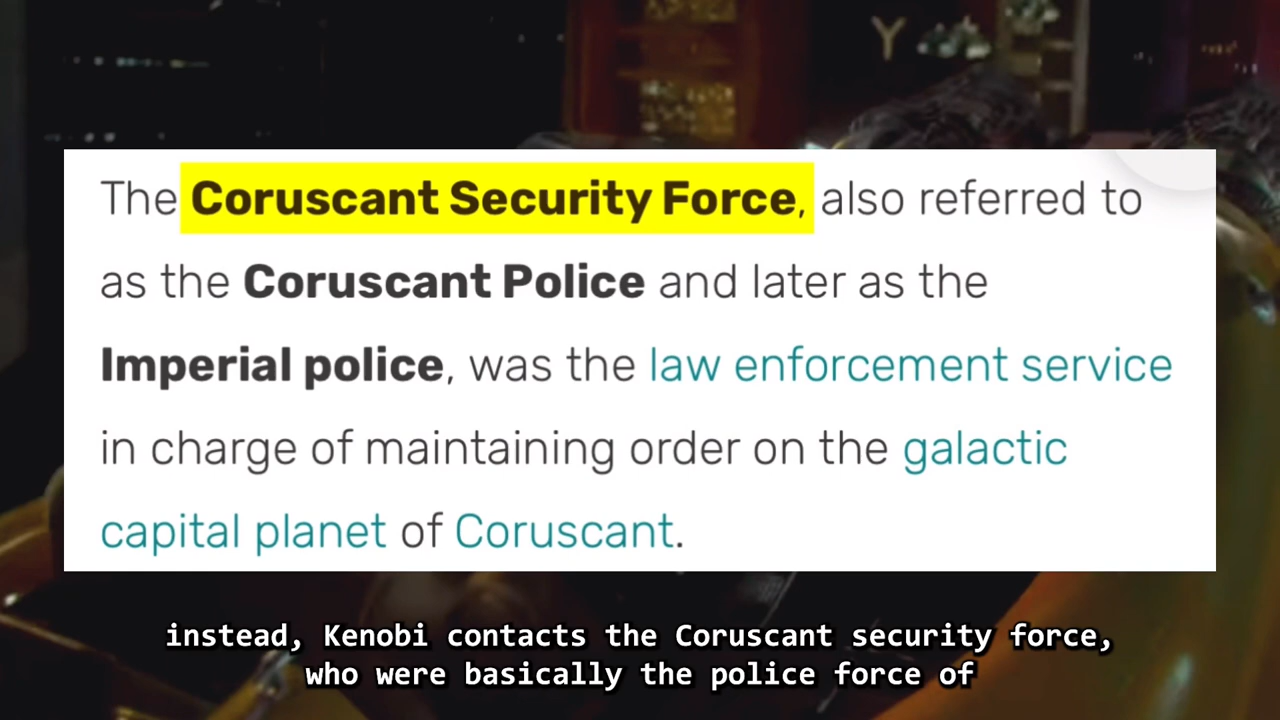 Y
The Coruscant Security Force, also referred to
as the Coruscant Police and later as the
Imperial police, was the law enforcement service
in charge of maintaining order on the galactic
capital planet of Coruscant.
instead, Kenobi contacts the Coruscant security force,
who were basically the police force of